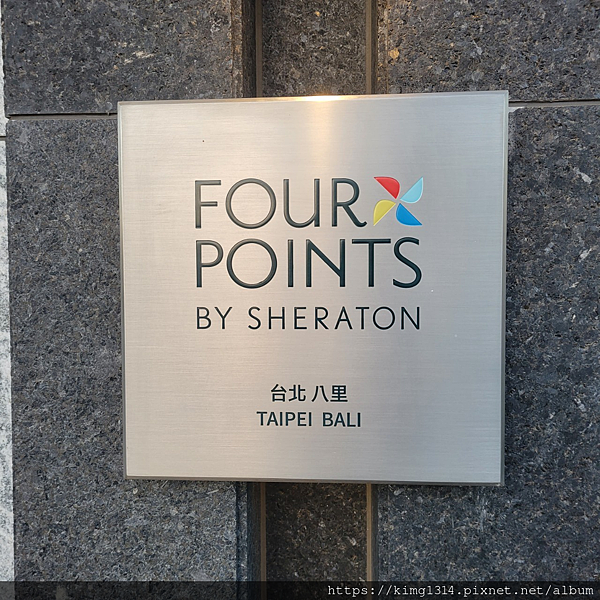 FOUR
POINTS
BY SHERATON
台北 八里
TAIPEI BALI
https://kimg1314.pixnet.net/album